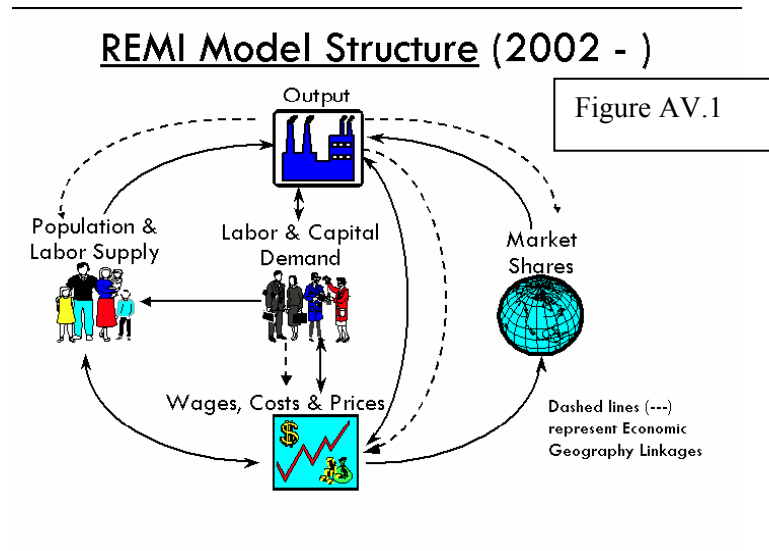 REMI Model Structure (2002 - )
Figure AV.1
Output
Population &
Labor Supply
Labor & Capital
Demand
Market
Shares
Wages, Costs & Prices
$
Dashed lines (---)
represent Economic
Geography Linkages